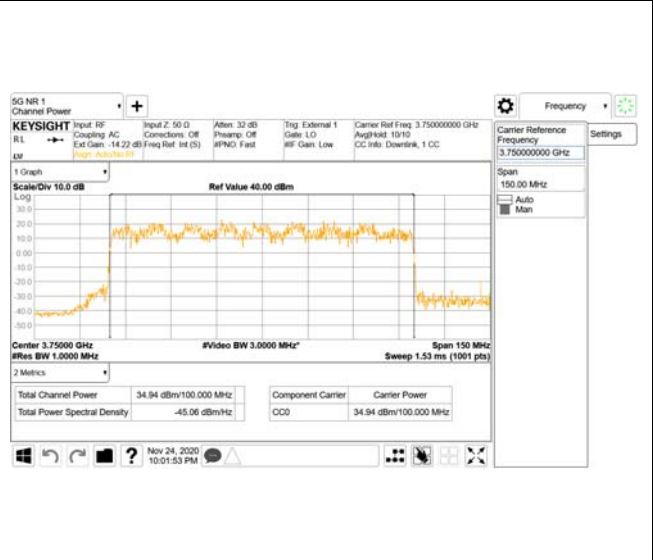 5G NR 1
Channel Power
Frequency
KEYSIGHT
Input: RF
Input Z: 50 Ω
Atten: 32 dB
Trig: External 1
Carrier Ref Freq: 3.750000000 GHz
RL
Coupling: AC
Corrections: Off
Preamp: Off
Gate: LO
Avg|Hold: 10/10
Ext Gain: -14.22 dB
Freq Ref: Int (S)
#PNO: Fast
#IF Gain: Low
CC Info: Downlink, 1 CC
Align: Auto/No RF
Carrier Reference
Frequency
3.750000000 GHz
Settings
Span
150.00 MHz
Auto
Man
1 Graph
Scale/Div 10.0 dB
Ref Value 40.00 dBm
Log
30.0
20.0
10.0
0.00
-10.0
-20.0
-30.0
-40.0
-50.0
Center 3.75000 GHz
#Video BW 3.0000 MHz*
Span 150 MHz
#Res BW 1.0000 MHz
Sweep 1.53 ms (1001 pts)
2 Metrics
Total Channel Power
34.94 dBm/100.000 MHz
Component Carrier
Carrier Power
Total Power Spectral Density
-45.06 dBm/Hz
CC0
34.94 dBm/100.000 MHz
?
Nov 24, 2020
10:01:53 PM